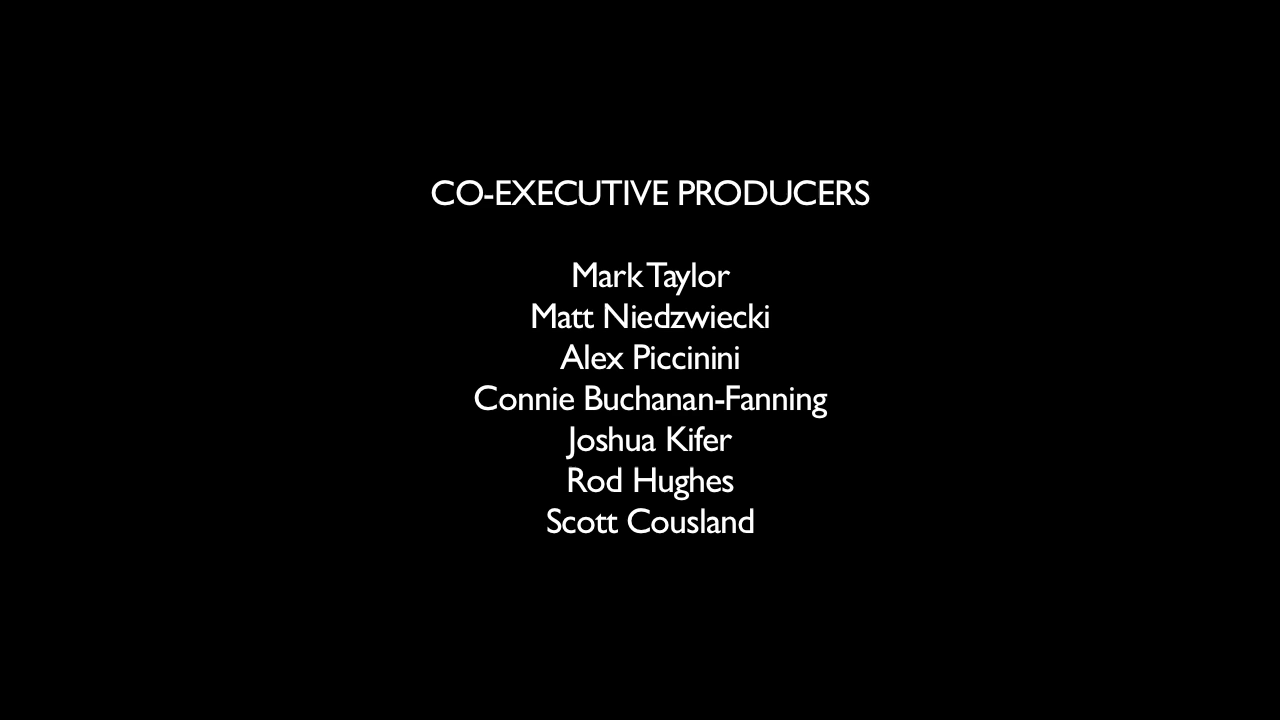 CO-EXECUTIVE PRODUCERS
Mark Taylor
Matt Niedzwiecki
Alex Piccinini
Connie Buchanan-Fanning
Joshua Kifer
Rod Hughes
Scott Cousland